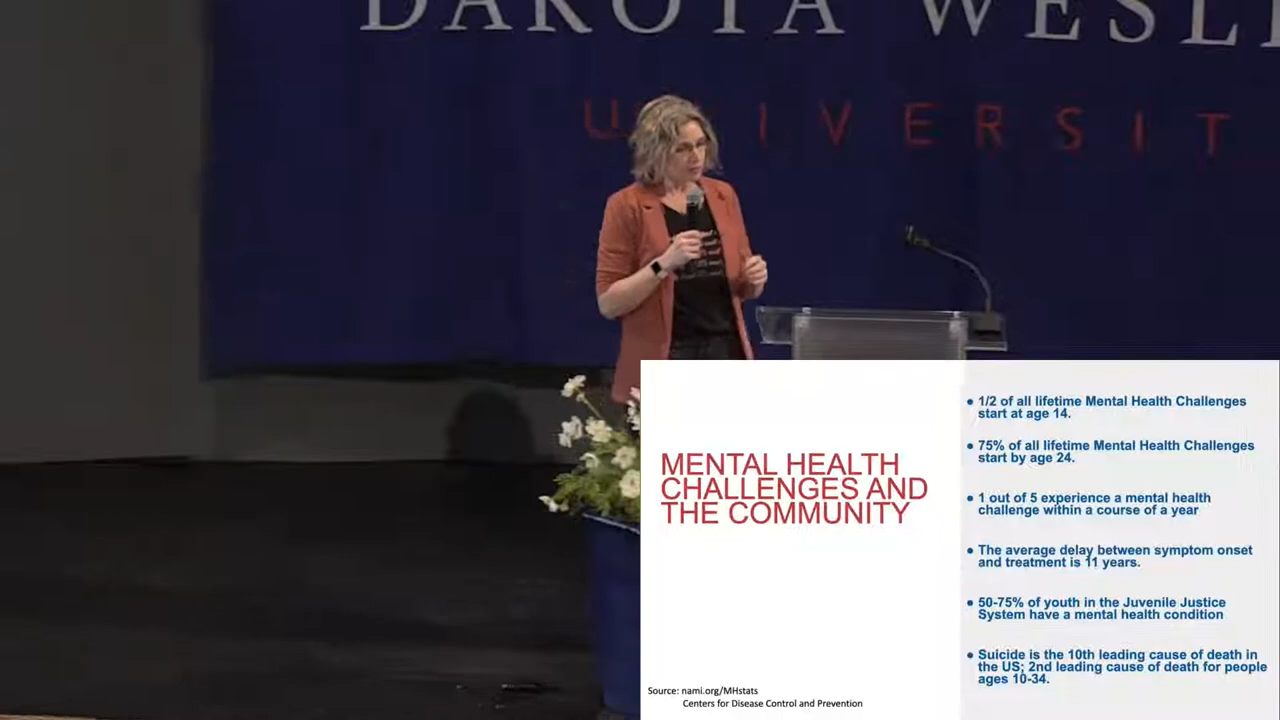 DAKOTA WESL
UNIVERSIT
MENTAL HEALTH
CHALLENGES AND
THE COMMUNITY
• 1/2 of all lifetime Mental Health Challenges
start at age 14.
• 75% of all lifetime Mental Health Challenges
start by age 24.
• 1 out of 5 experience a mental health
challenge within a course of a year
• The average delay between symptom onset
and treatment is 11 years.
• 50-75% of youth in the Juvenile Justice
System have a mental health condition
• Suicide is the 10th leading cause of death in
the US; 2nd leading cause of death for people
ages 10-34.
Source: nami.org/MHstats
Centers for Disease Control and Prevention